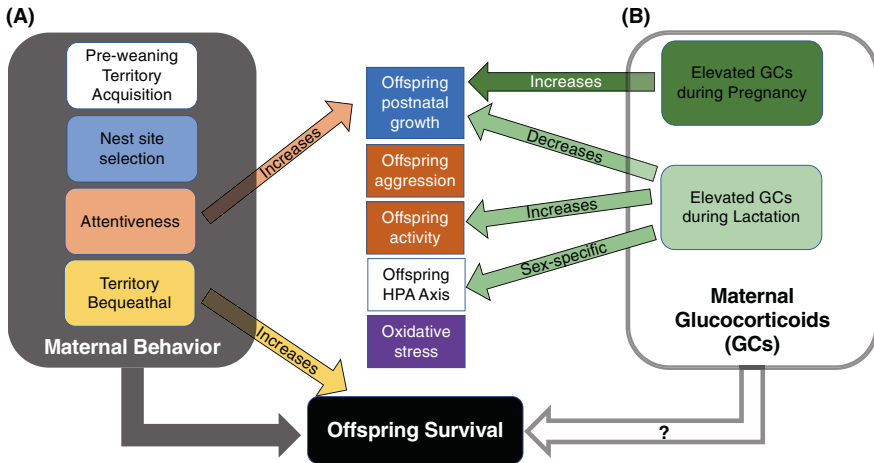 (A)
Pre-weaning
Territory
Acquisition
Nest site
selection
Attentiveness
Territory
Bequeathal
Maternal Behavior
Increases
Increases
Offspring
postnatal
growth
Offspring
aggression
Offspring
activity
Offspring
HPA Axis
Oxidative
stress
Offspring Survival
(B)
Increases
Decreases
Increases
Sex-specific
Elevated GCs
during Pregnancy
Elevated GCs
during Lactation
Maternal
Glucocorticoids
(GCs)
?